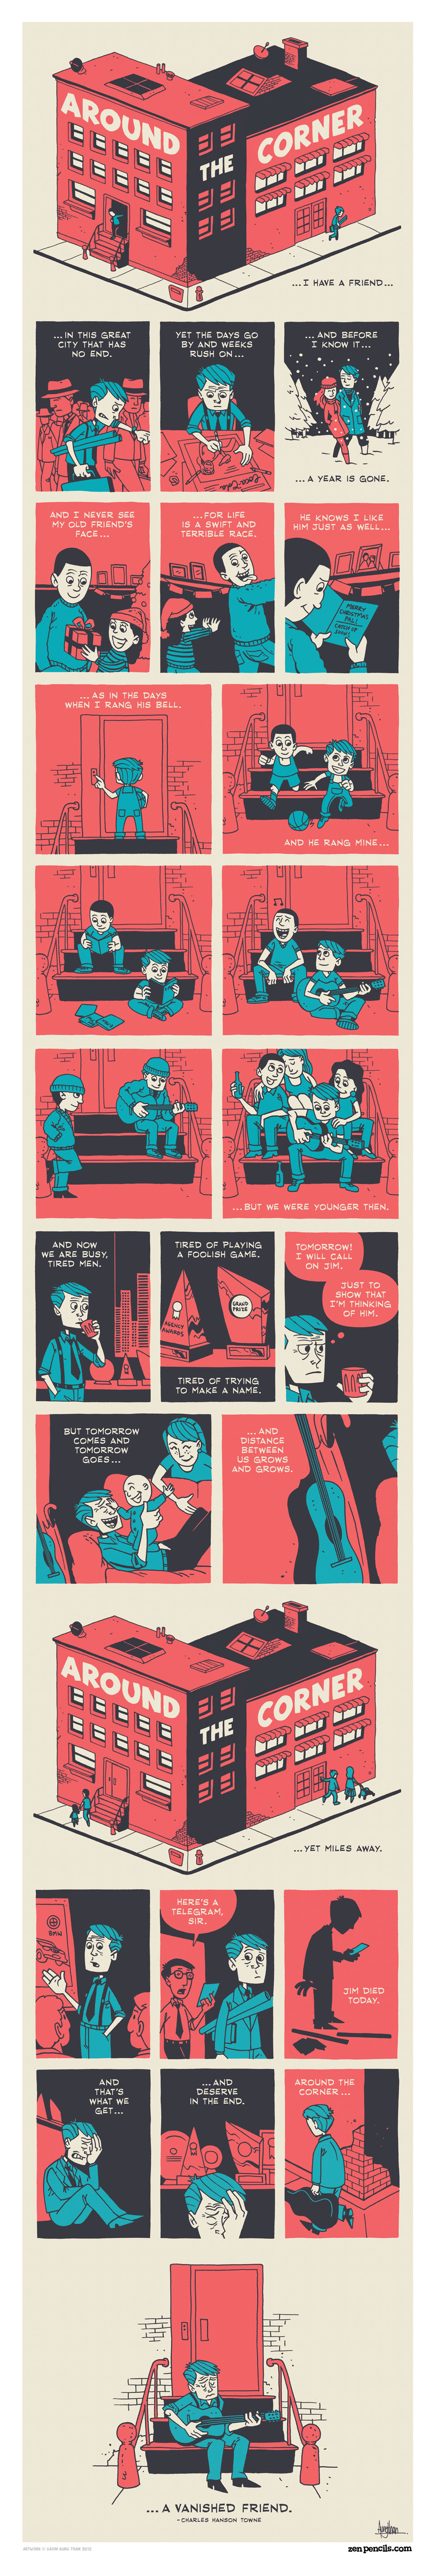 AROUND
THE
CORNER
...I HAVE A FRIEND...
...IN THIS GREAT
CITY THAT HAS
NO END.
YET THE DAYS GO
BY AND WEEKS
RUSH ON...
...AND BEFORE
I KNOW IT...
...A YEAR IS GONE.
AND I NEVER SEE
MY OLD FRIEND'S
FACE...
...FOR LIFE
IS A SWIFT AND
TERRIBLE RACE.
HE KNOWS I LIKE
HIM JUST AS WELL...
MERRY
CHRISTMAS
PAL!
CATCH UP
SOON!
...AS IN THE DAYS
WHEN I RANG HIS BELL.
AND HE RANG MINE...
...BUT WE WERE YOUNGER THEN.
AND NOW
WE ARE BUSY,
TIRED MEN.
TIRED OF PLAYING
A FOOLISH GAME.
AGENCY
AWARDS
GRAND
PRIZE
TIRED OF TRYING
TO MAKE A NAME.
TOMORROW!
I WILL CALL
ON JIM.
JUST TO
SHOW THAT
I'M THINKING
OF HIM.
BUT TOMORROW
COMES AND
TOMORROW
GOES...
...AND
DISTANCE
BETWEEN
US GROWS
AND GROWS.
AROUND
THE
CORNER
...YET MILES AWAY.
BMW
HERE'S A
TELEGRAM,
SIR.
JIM DIED
TODAY.
AND
THAT'S
WHAT WE
GET...
...AND
DESERVE
IN THE END.
AROUND THE
CORNER...
...A VANISHED FRIEND.
- CHARLES HANSON TOWNE
zenpencils.com